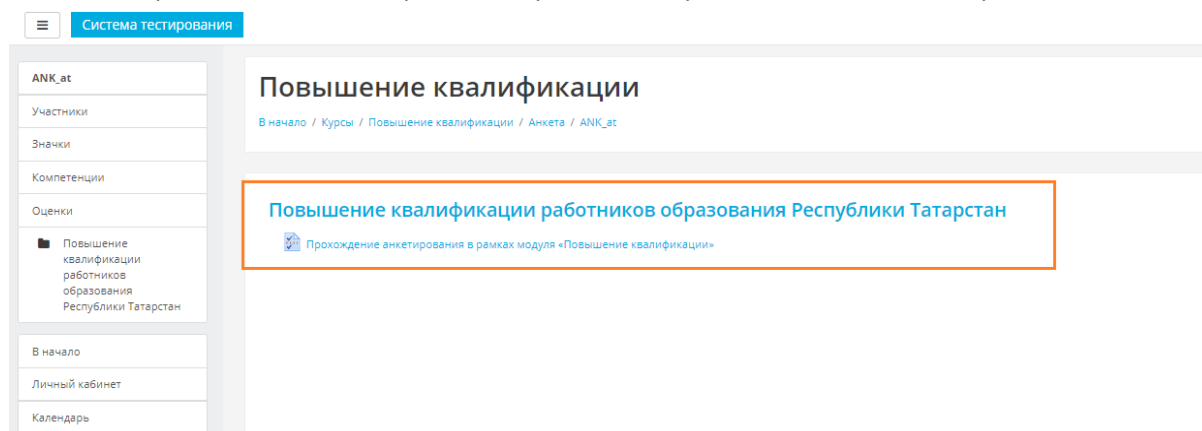 Система тестирования
ANK_at
Участники
Значки
Компетенции
Оценки
Повышение
квалификации
работников
образования
Республики Татарстан
В начало
Личный кабинет
Календарь
Повышение квалификации
В начало / Курсы / Повышение квалификации / Анкета / ANK_at
Повышение квалификации работников образования Республики Татарстан
Прохождение анкетирования в рамках модуля «Повышение квалификации»